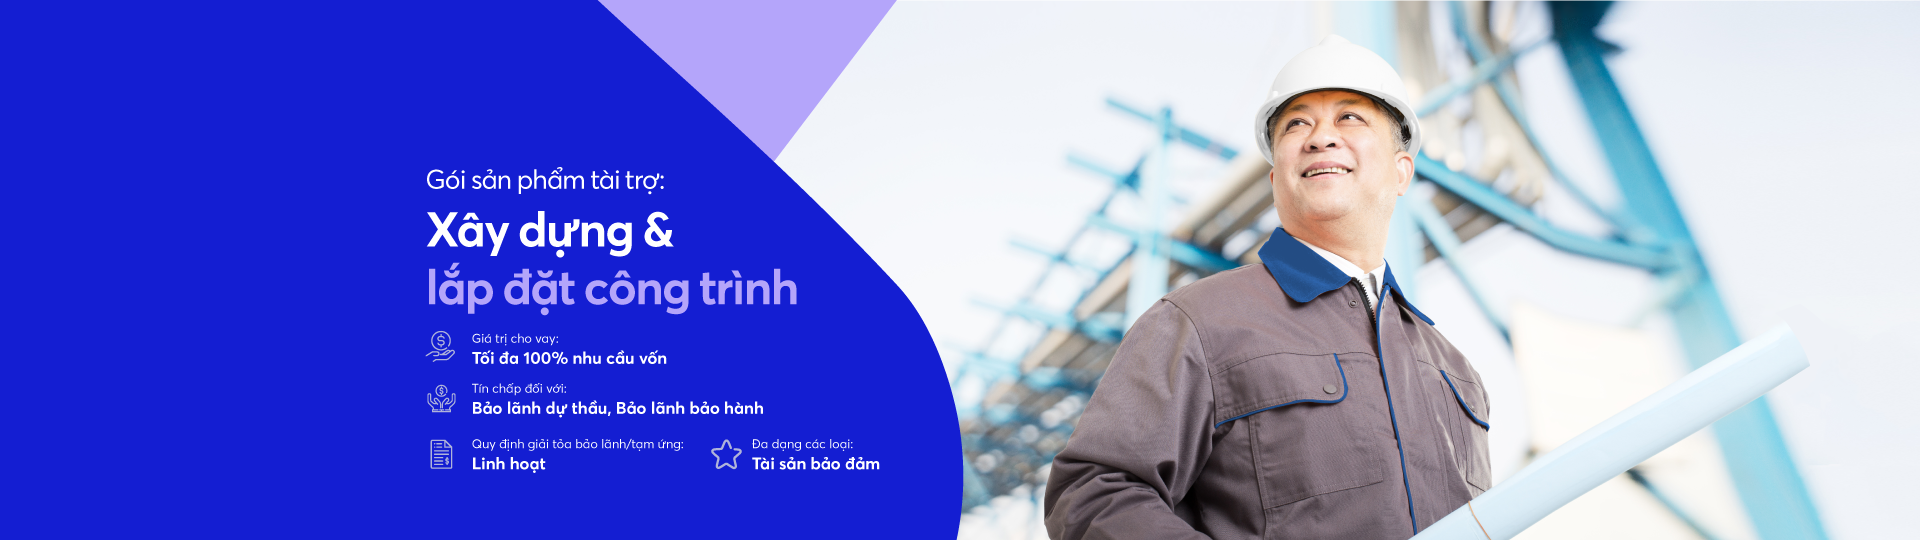 Gói sản phẩm tài trợ:
Xây dựng &
lắp đặt công trình
Giá trị cho vay:
Tối đa 100% nhu cầu vốn
Tín chấp đối với:
Bảo lãnh dự thầu, Bảo lãnh bảo hành
Quy định giải tỏa bảo lãnh/tạm ứng:
Linh hoạt
Đa dạng các loại:
Tài sản bảo đảm